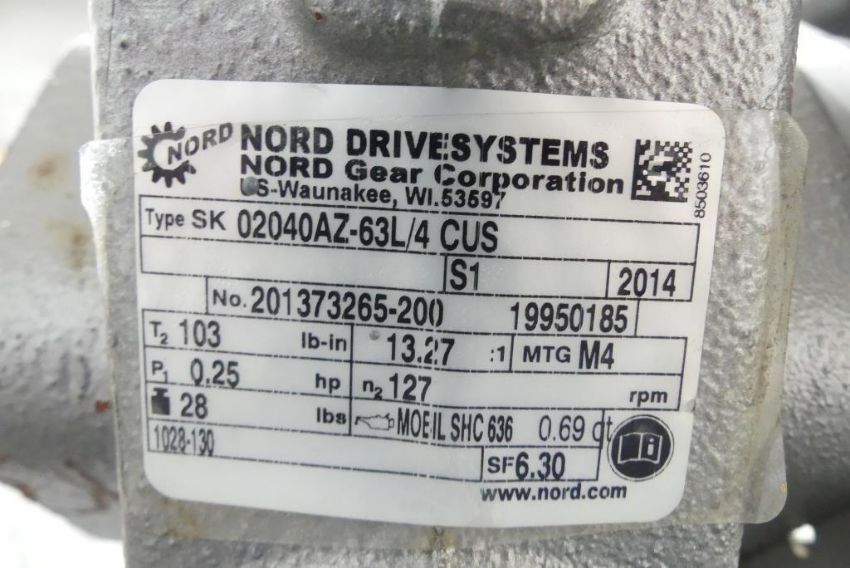 NORD
NORD DRIVESYSTEMS
NORD Gear Corporation
US-Waunakee, WI.53597
8503610
Type SK 02040AZ-63L/4 CUS
S1 2014
No. 201373265-200 19950185
T2 103 lb-in 13.27 :1 MTG M4
P1 0.25 hp n2 127 rpm
28 lbs MOBIL SHC 636 0.69 qt
1028-130
SF 6.30
www.nord.com